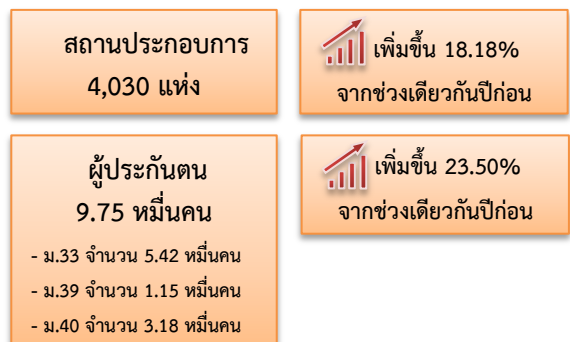 สถานประกอบการ
4,030 แห่ง
เพิ่มขึ้น 18.18%
จากช่วงเดียวกันปีก่อน
ผู้ประกันตน
9.75 หมื่นคน
- ม.33 จำนวน 5.42 หมื่นคน
- ม.39 จำนวน 1.15 หมื่นคน
- ม.40 จำนวน 3.18 หมื่นคน
เพิ่มขึ้น 23.50%
จากช่วงเดียวกันปีก่อน